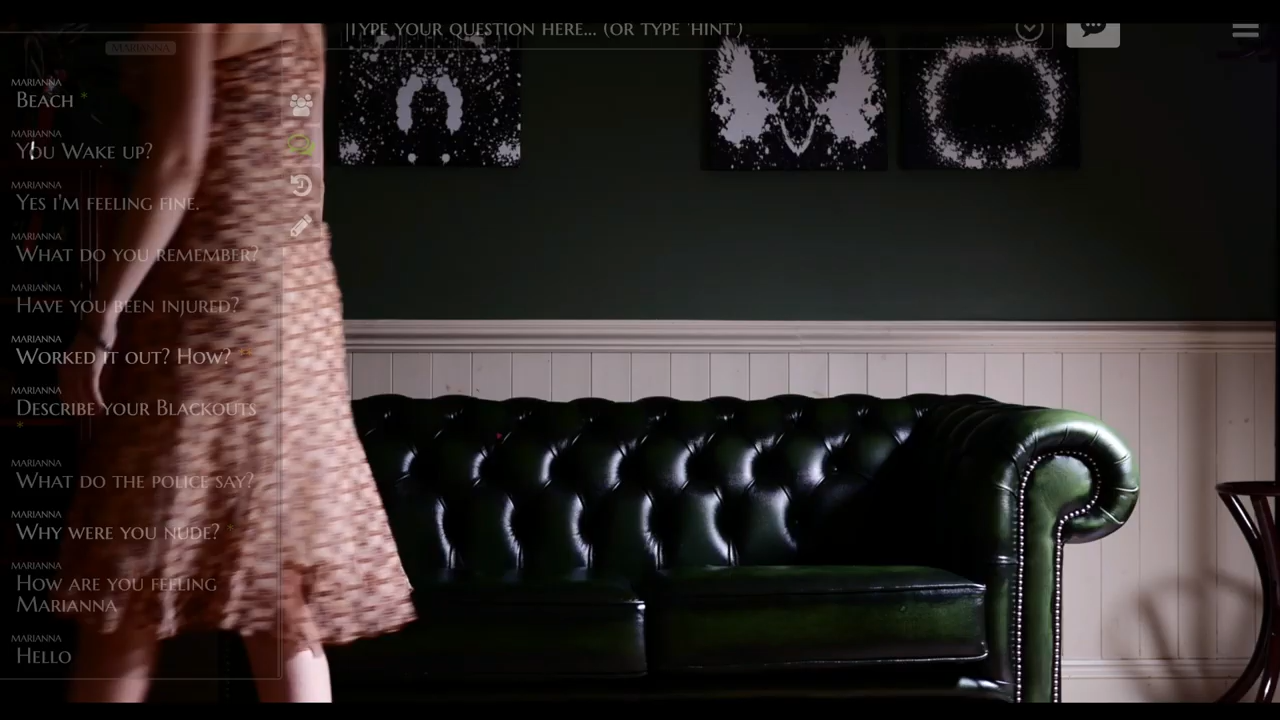 Type your question here... (or type 'hint')
Marianna
Marianna
Beach *
Marianna
You Wake up?
Marianna
Yes i'm feeling fine.
Marianna
What do you remember?
Marianna
Have you been injured?
Marianna
Worked it out? How? *
Marianna
Describe your Blackouts
*
Marianna
What do the police say?
Marianna
Why were you nude? *
Marianna
How are you feeling
Marianna
Marianna
Hello